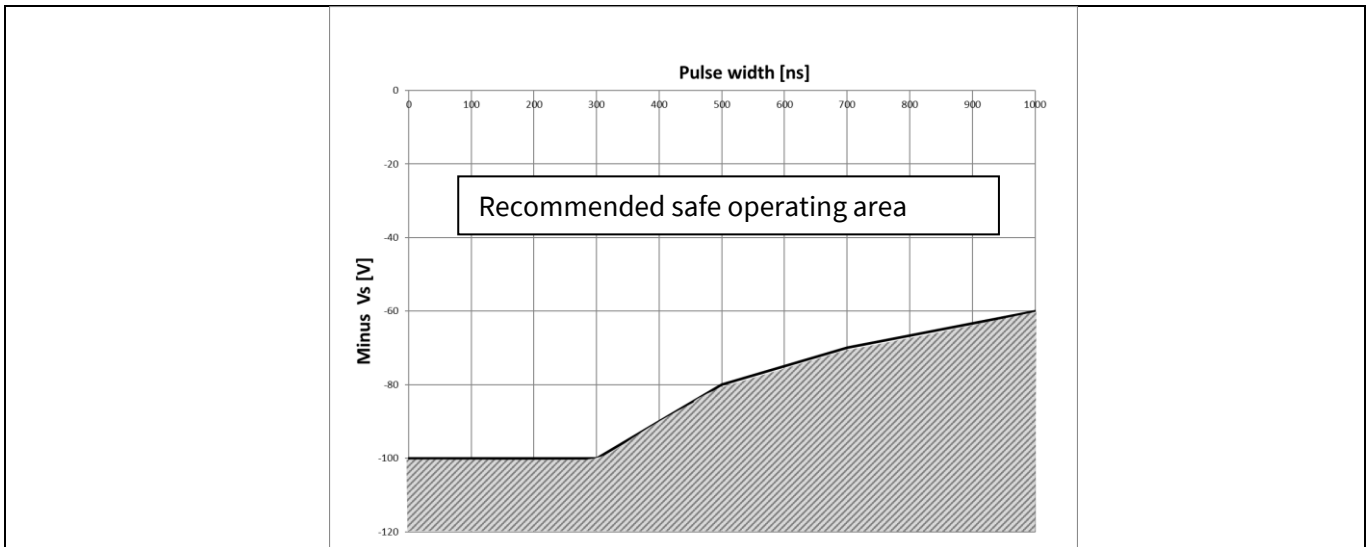 Pulse width [ns]
0
0 100 200 300 400 500 600 700 800 900 1000
-20
Recommended safe operating area
-40
Minus Vs [V]
-60
-80
-100
-120